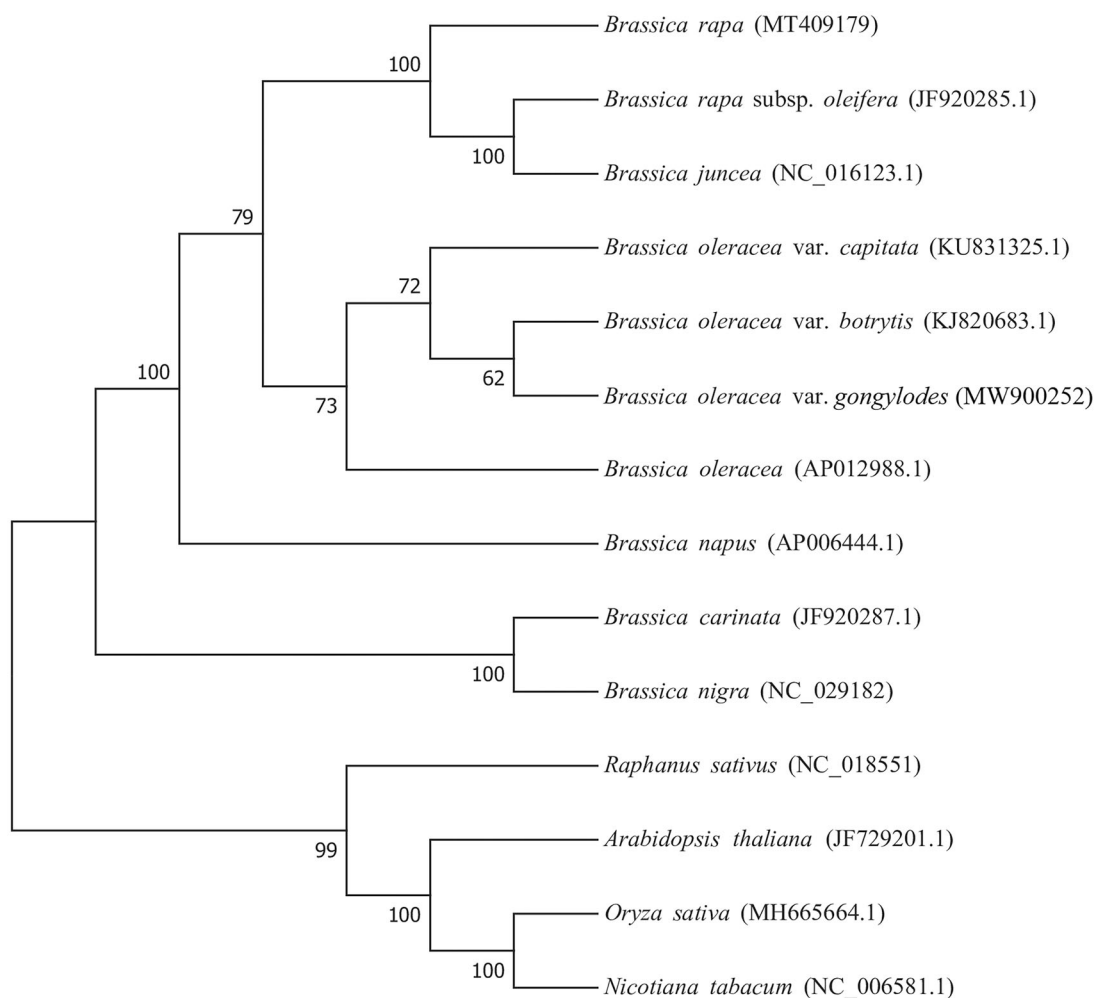 Brassica rapa (MT409179)
100
Brassica rapa subsp. oleifera (JF920285.1)
100
Brassica juncea (NC_016123.1)
79
Brassica oleracea var. capitata (KU831325.1)
72
Brassica oleracea var. botrytis (KJ820683.1)
100
62
Brassica oleracea var. gongylodes (MW900252)
73
Brassica oleracea (AP012988.1)
Brassica napus (AP006444.1)
Brassica carinata (JF920287.1)
100
Brassica nigra (NC_029182)
Raphanus sativus (NC_018551)
Arabidopsis thaliana (JF729201.1)
99
Oryza sativa (MH665664.1)
100
100
Nicotiana tabacum (NC_006581.1)